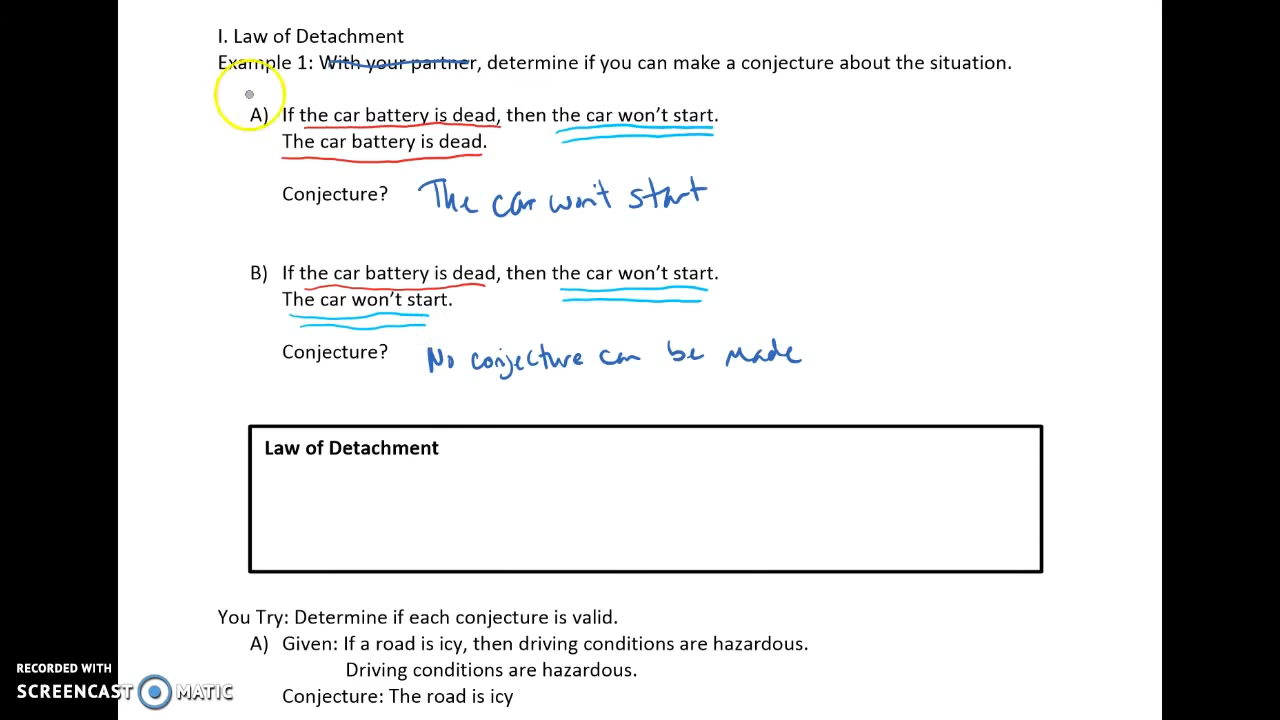 I. Law of Detachment
Example 1: With your partner, determine if you can make a conjecture about the situation.
A) If the car battery is dead, then the car won't start.
The car battery is dead.
Conjecture? The car won't start
B) If the car battery is dead, then the car won't start.
The car won't start.
Conjecture? No conjecture can be made
Law of Detachment
You Try: Determine if each conjecture is valid.
A) Given: If a road is icy, then driving conditions are hazardous.
Driving conditions are hazardous.
Conjecture: The road is icy
RECORDED WITH
SCREENCAST MATIC